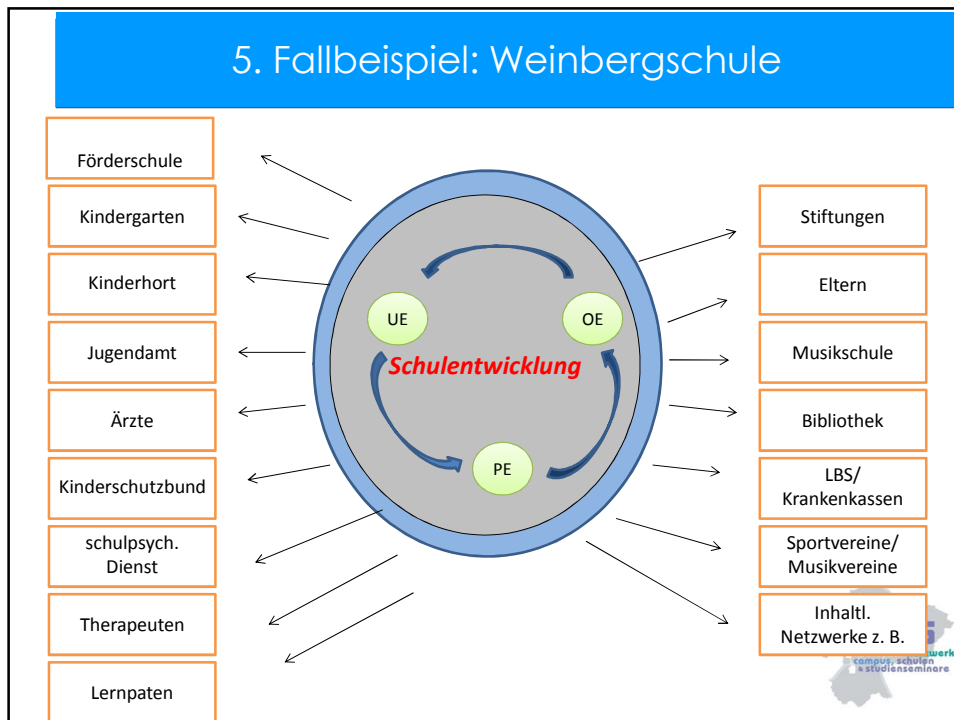 5. Fallbeispiel: Weinbergschule
Förderschule
Kindergarten
Kinderhort
Jugendamt
Ärzte
Kinderschutzbund
schulpsych.
Dienst
Therapeuten
Lernpaten
UE
OE
Schulentwicklung
PE
Stiftungen
Eltern
Musikschule
Bibliothek
LBS/
Krankenkassen
Sportvereine/
Musikvereine
Inhaltl.
Netzwerke z. B.
campus, schulen
& studienseminare